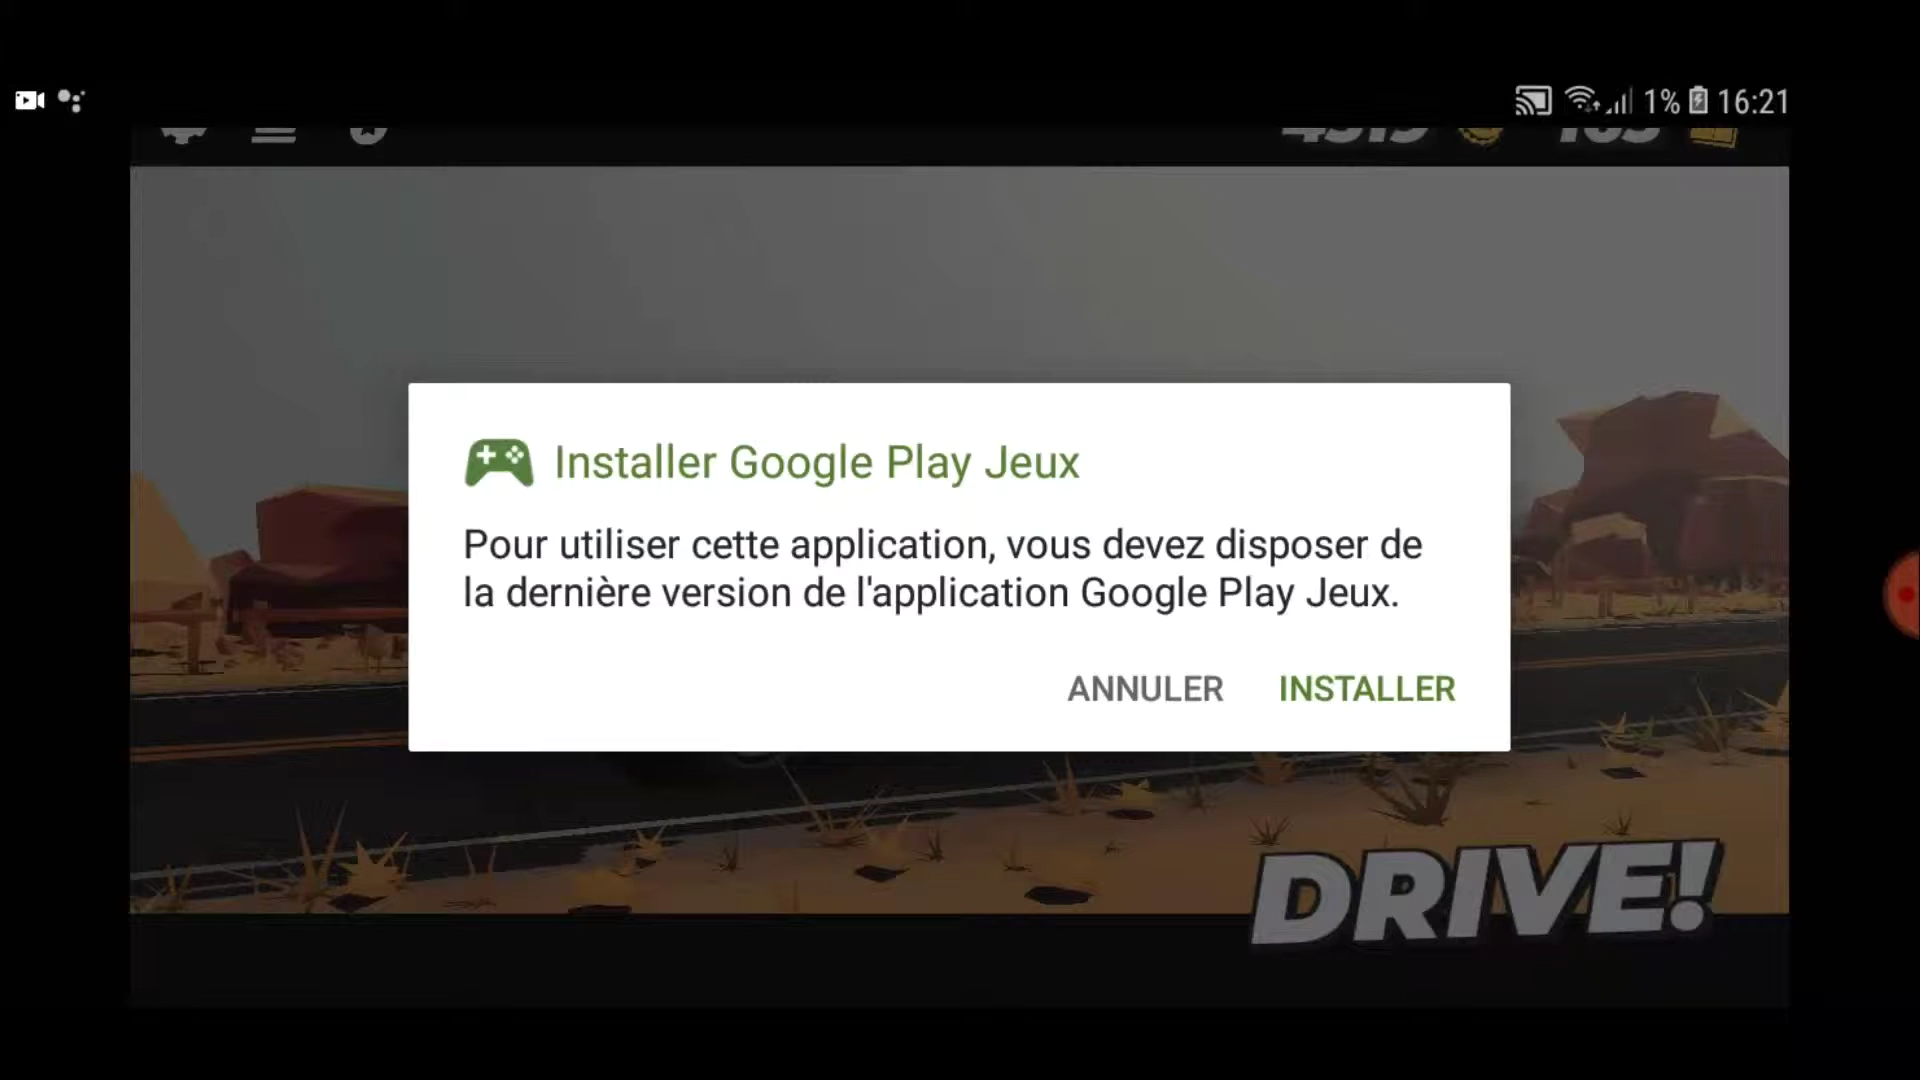 1% 16:21
Installer Google Play Jeux
Pour utiliser cette application, vous devez disposer de
la dernière version de l'application Google Play Jeux.
ANNULER INSTALLER
DRIVE!